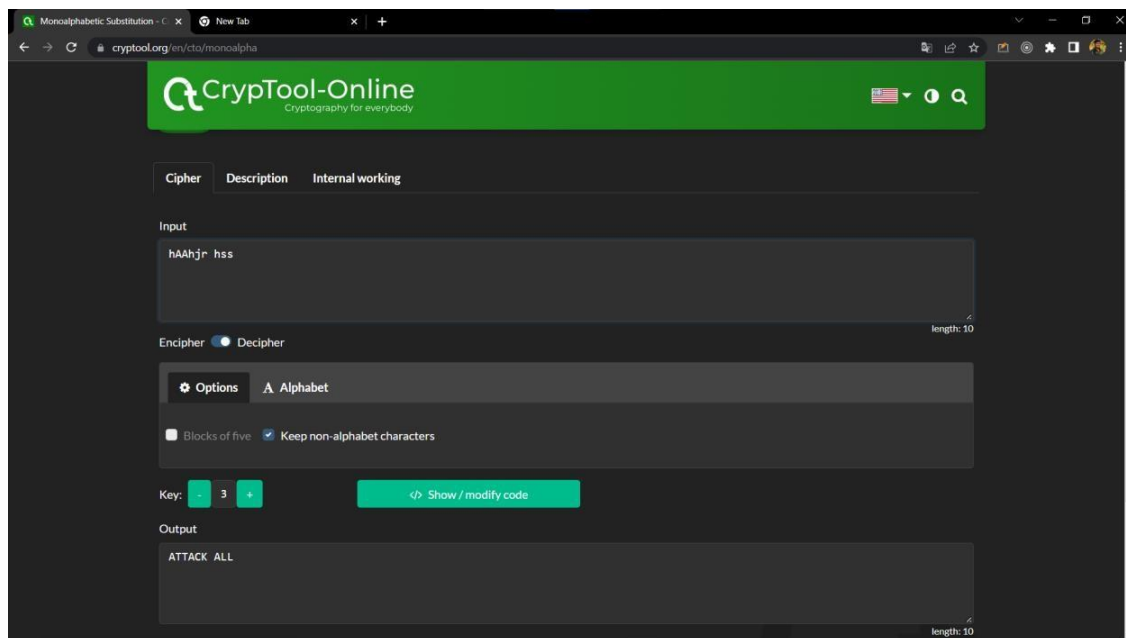 Monoalphabetic Substitution - C
New Tab
cryptool.org/en/cto/monoalpha
CrypTool-Online
Cryptography for everybody
Cipher Description Internal working
Input
hAAhjr hss
length: 10
Encipher Decipher
Options A Alphabet
Blocks of five Keep non-alphabet characters
Key: - 3 + </> Show / modify code
Output
ATTACK ALL
length: 10